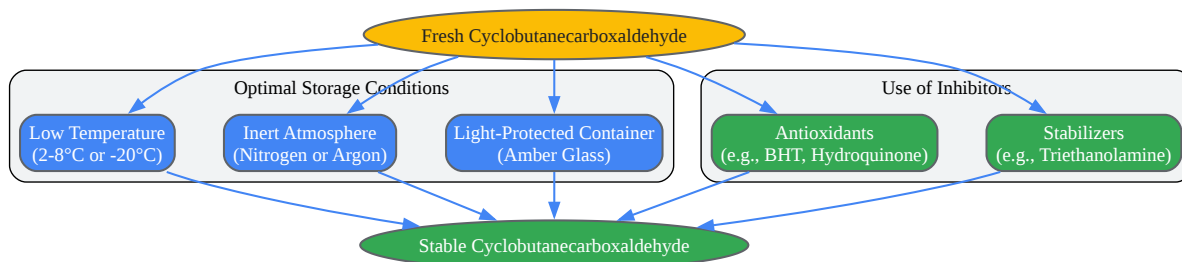 Fresh Cyclobutanecarboxaldehyde
Optimal Storage Conditions
Use of Inhibitors
Low Temperature
(2-8°C or -20°C)
Inert Atmosphere
(Nitrogen or Argon)
Light-Protected Container
(Amber Glass)
Antioxidants
(e.g., BHT, Hydroquinone)
Stabilizers
(e.g., Triethanolamine)
Stable Cyclobutanecarboxaldehyde